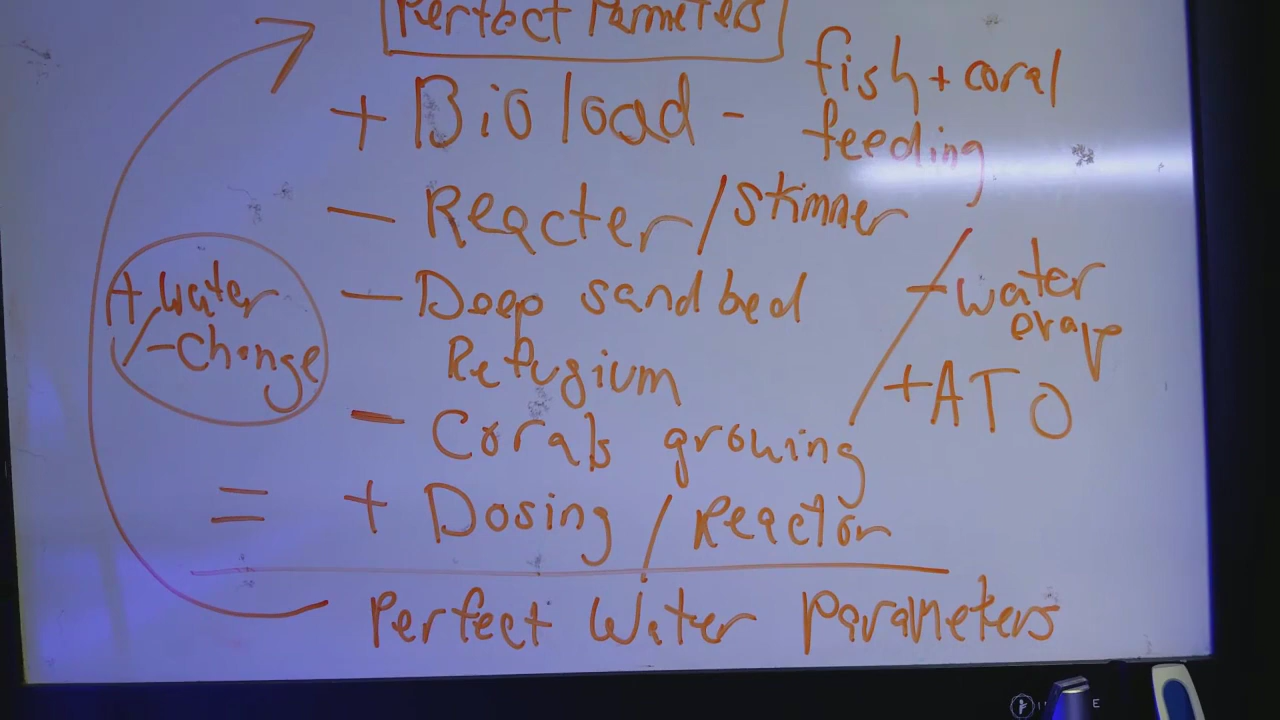 Perfect Parmeters
+ Bio load - fish + coral feeding
- Reacter / Skimner
- Deep sand bed
Refugium
- water evap
+ ATO
+ water
/ - Change
- Corals growing
= + Dosing / Reactor
Perfect Water Parameters